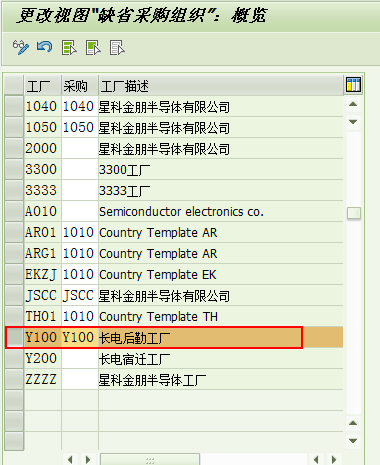 更改视图“缺省采购组织”：概览
工厂 采购 工厂描述
1040 1040 星科金朋半导体有限公司
1050 1050 星科金朋半导体有限公司
2000 星科金朋半导体有限公司
3300 3300工厂
3333 3333工厂
A010 Semiconductor electronics co.
AR01 1010 Country Template AR
ARG1 1010 Country Template AR
EKZJ 1010 Country Template EK
JSCC JSCC 星科金朋半导体有限公司
TH01 1010 Country Template TH
Y100 Y100 长电后勤工厂
Y200 长电宿迁工厂
ZZZZ 星科金朋半导体工厂